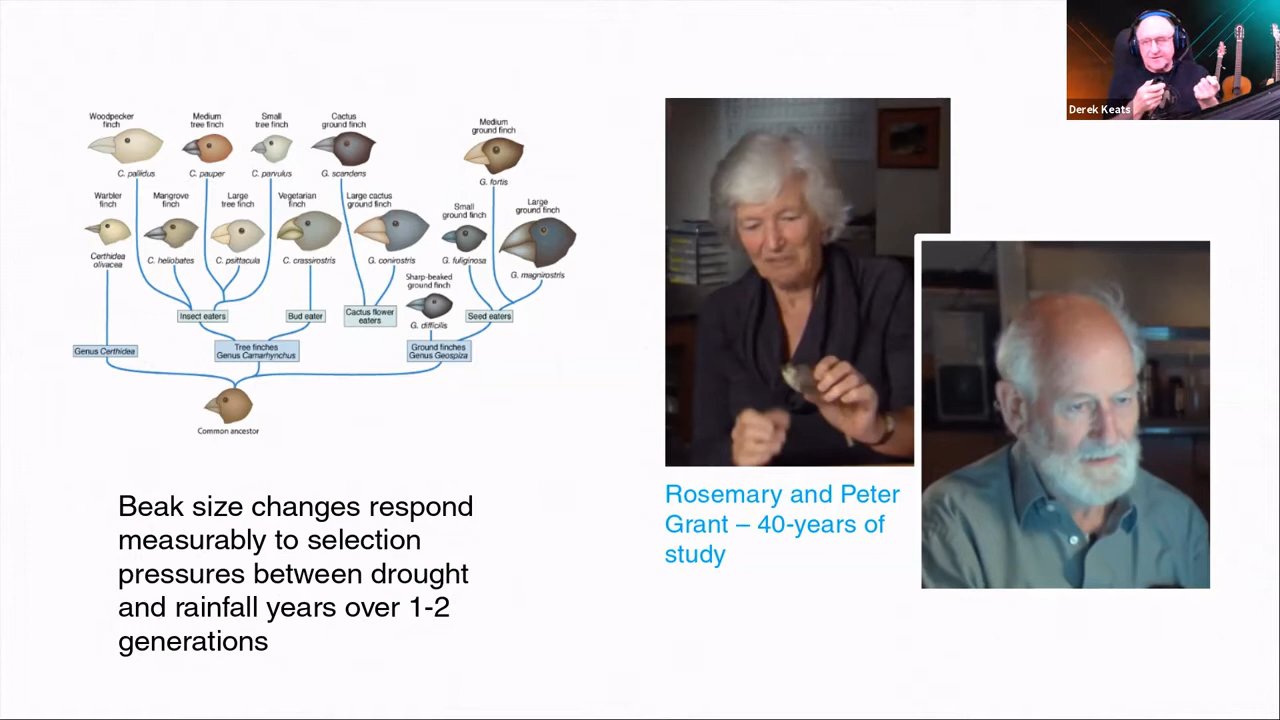 Derek Keats
Woodpecker
finch
C. pallidus
Medium
tree finch
C. pauper
Small
tree finch
C. parvulus
Cactus
ground finch
G. scandens
Medium
ground finch
G. fortis
Warbler
finch
Certhidea
olivacea
Mangrove
finch
C. heliobates
Large
tree finch
C. psittacula
Vegetarian
finch
C. crassirostris
Large cactus
ground finch
G. conirostris
Small
ground finch
G. fuliginosa
Large
ground finch
G. magnirostris
Sharp-beaked
ground finch
G. difficilis
Insect eaters
Bud eater
Cactus flower
eaters
Seed eaters
Genus Certhidea
Tree finches
Genus Camarhynchus
Ground finches
Genus Geospiza
Common ancestor
Beak size changes respond
measurably to selection
pressures between drought
and rainfall years over 1-2
generations
Rosemary and Peter
Grant – 40-years of
study